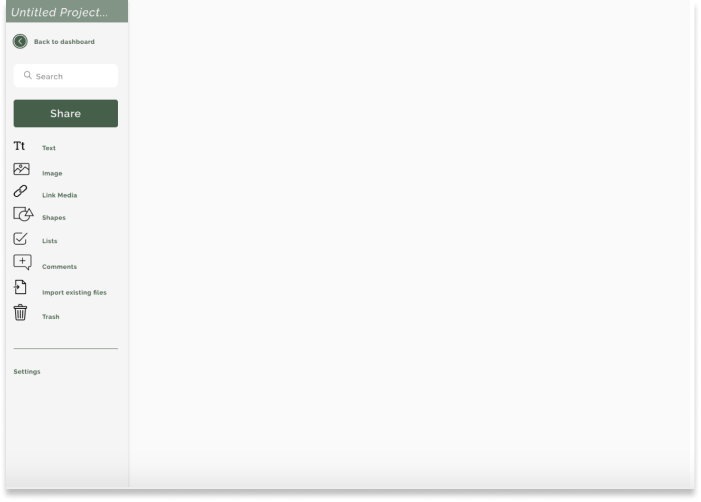 Untitled Project...
Back to dashboard
Search
Share
Tt Text
Image
Link Media
Shapes
Lists
Comments
Import existing files
Trash
Settings